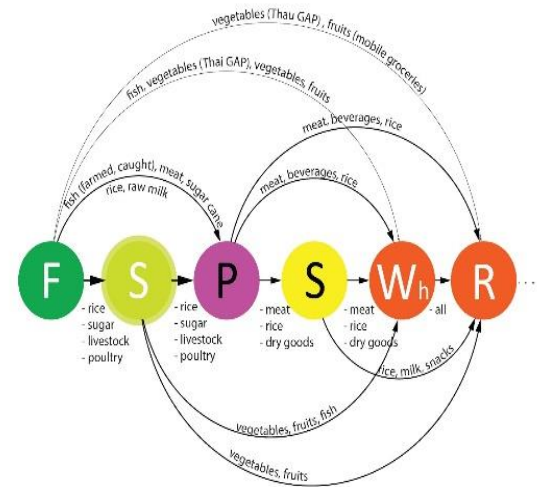 vegetables (Thau GAP) , fruits (mobile groceries)
fish, vegetables (Thai GAP), vegetables, fruits
meat, beverages, rice
fish (farmed, caught), meat, sugar cane
rice, raw milk
meat, beverages, rice
F
S
P
S
Wh
R
...
- rice
- sugar
- livestock
- poultry
- rice
- sugar
- livestock
- poultry
- meat
- rice
- dry goods
- meat
- rice
- dry goods
- all
rice, milk, snacks
vegetables, fruits, fish
vegetables, fruits